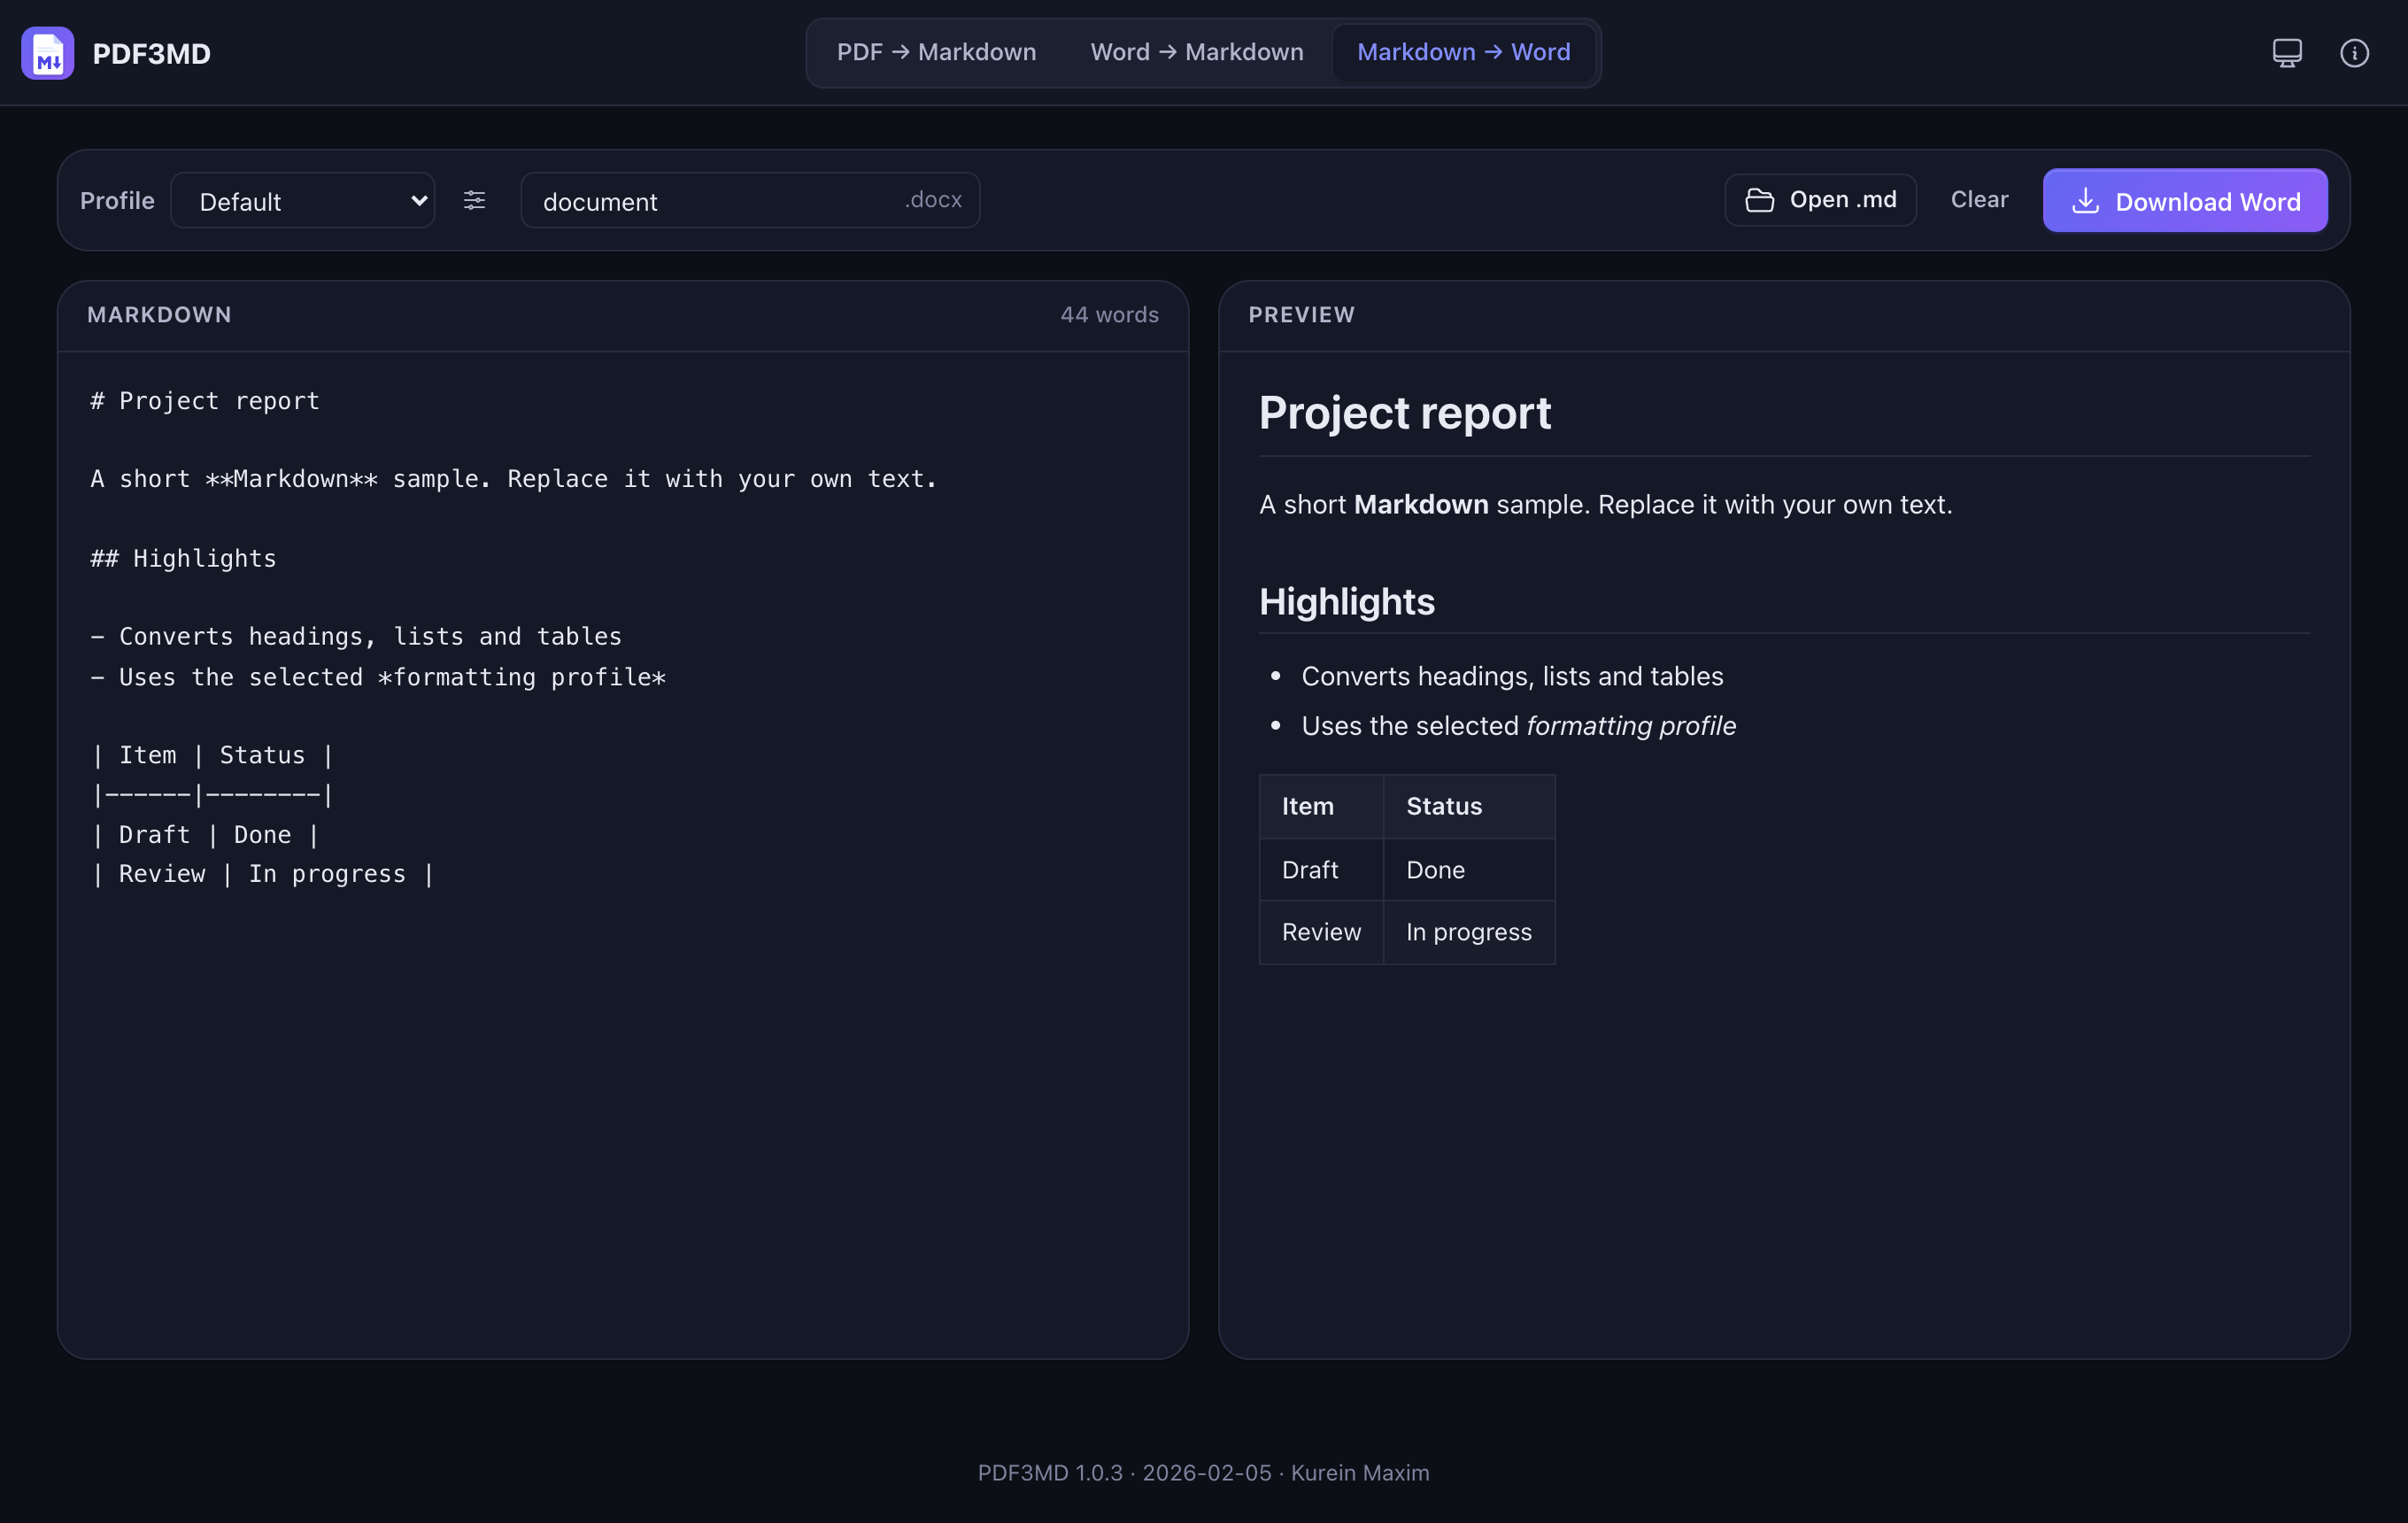 PDF3MD
PDF → Markdown
Word → Markdown
Markdown → Word
Profile
Default
document
.docx
Open .md
Clear
Download Word
MARKDOWN
44 words
# Project report
A short **Markdown** sample. Replace it with your own text.
## Highlights
- Converts headings, lists and tables
- Uses the selected *formatting profile*
| Item | Status |
|------|--------|
| Draft | Done |
| Review | In progress |
PREVIEW
Project report
A short Markdown sample. Replace it with your own text.
Highlights
• Converts headings, lists and tables
• Uses the selected formatting profile
Item Status
Draft Done
Review In progress
PDF3MD 1.0.3 · 2026-02-05 · Kurein Maxim